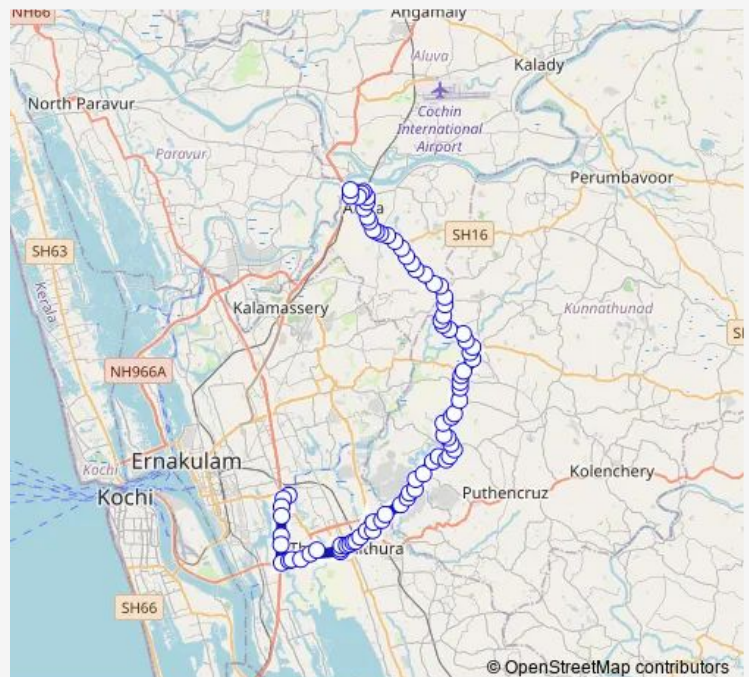 NH66
Angamaly
Aluva
Kalady
Cochin
International
Airport
North Paravur
Paravur
Perumbavoor
SH16
SH63
Kerala
Kalamassery
Kunnathunad
NH966A
Ernakulam
Kochi
Kochi
Kolenchery
Puthencruz
SH66
© OpenStreetMap contributors